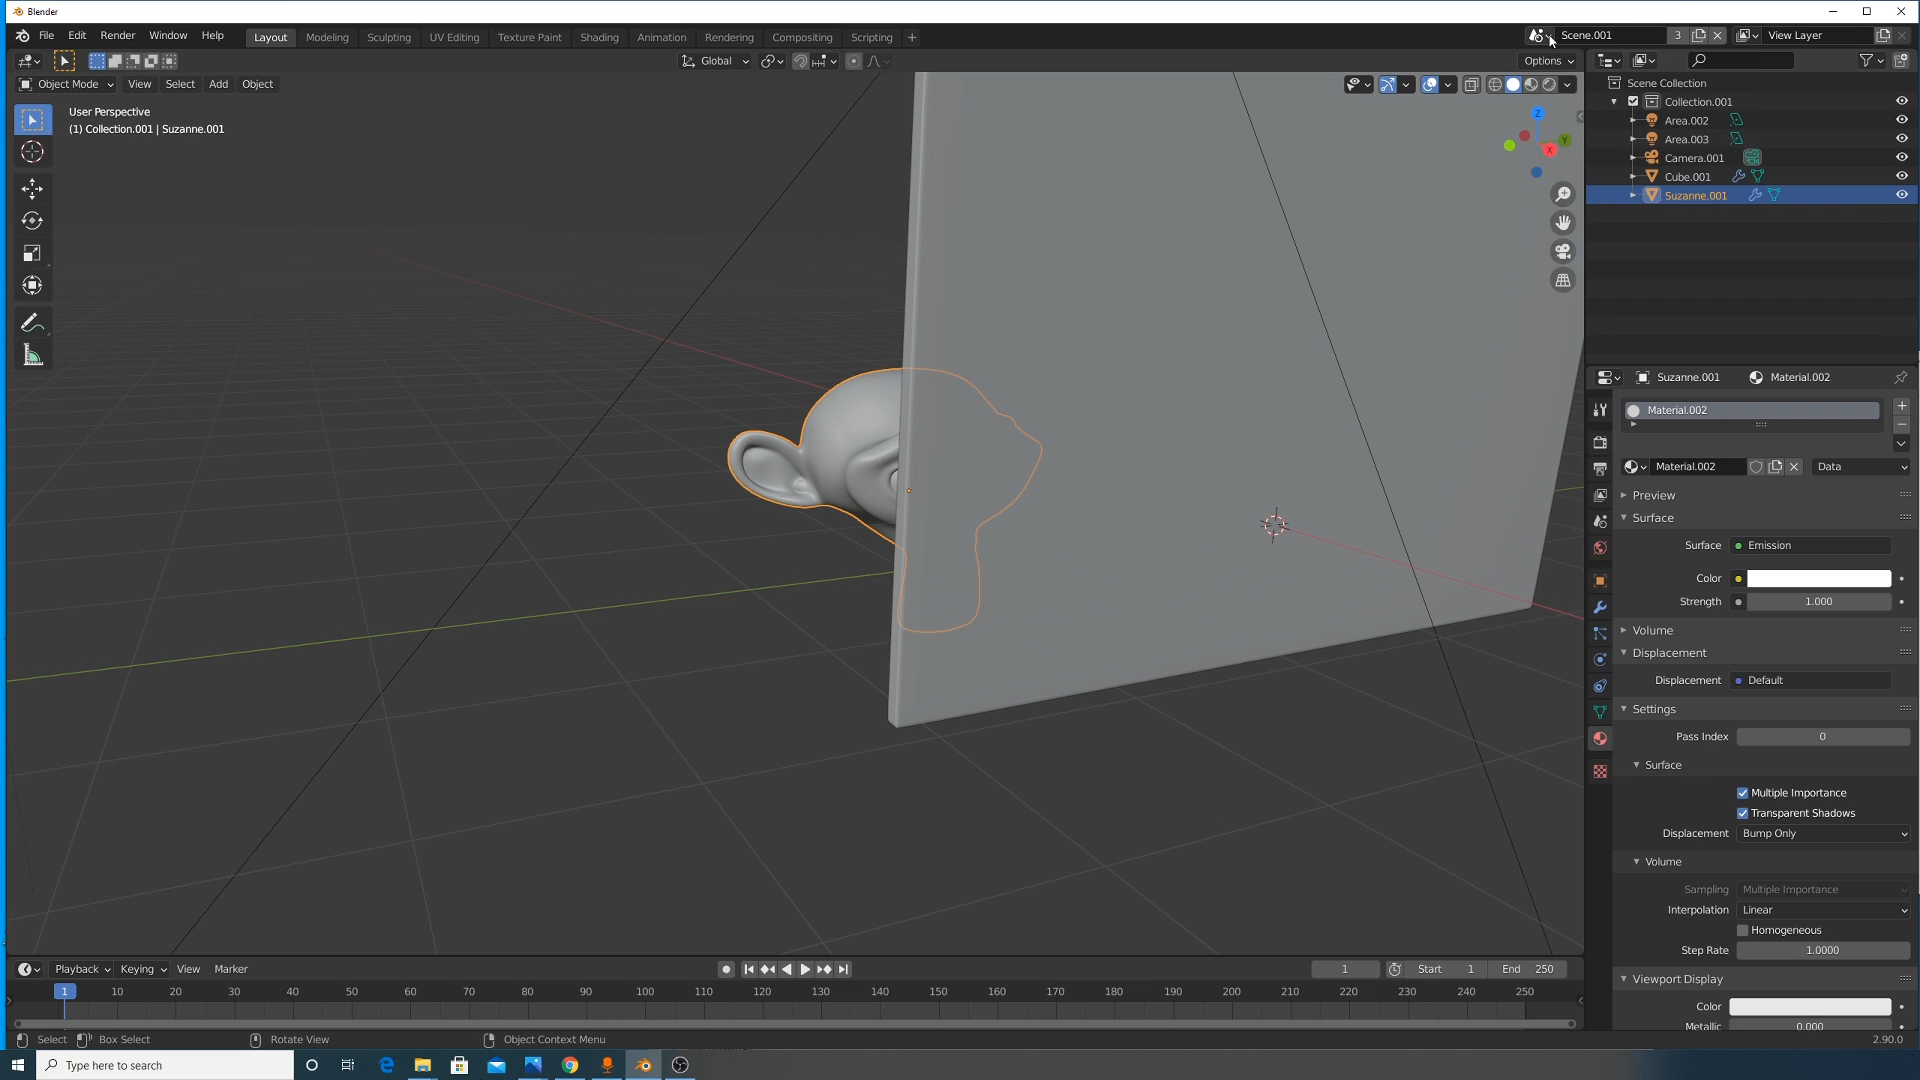 Blender
File Edit Render Window Help Layout Modeling Sculpting UV Editing Texture Paint Shading Animation Rendering Compositing Scripting + Scene.001 3 View Layer
Global Options
Object Mode View Select Add Object
User Perspective
(1) Collection.001 | Suzanne.001
Z
Y
X
Scene Collection
Collection.001
Area.002
Area.003
Camera.001
Cube.001
Suzanne.001
Suzanne.001 Material.002
Material.002
Material.002 Data
Preview
Surface
Surface Emission
Color
Strength 1.000
Volume
Displacement
Displacement Default
Settings
Pass Index 0
Surface
Multiple Importance
Transparent Shadows
Displacement Bump Only
Volume
Sampling Multiple Importance
Interpolation Linear
Homogeneous
Step Rate 1.0000
Viewport Display
Color
Metallic 0.000
Playback Keying View Marker 1 Start 1 End 250
1 10 20 30 40 50 60 70 80 90 100 110 120 130 140 150 160 170 180 190 200 210 220 230 240 250
Select Box Select Rotate View Object Context Menu 2.90.0
Type here to search